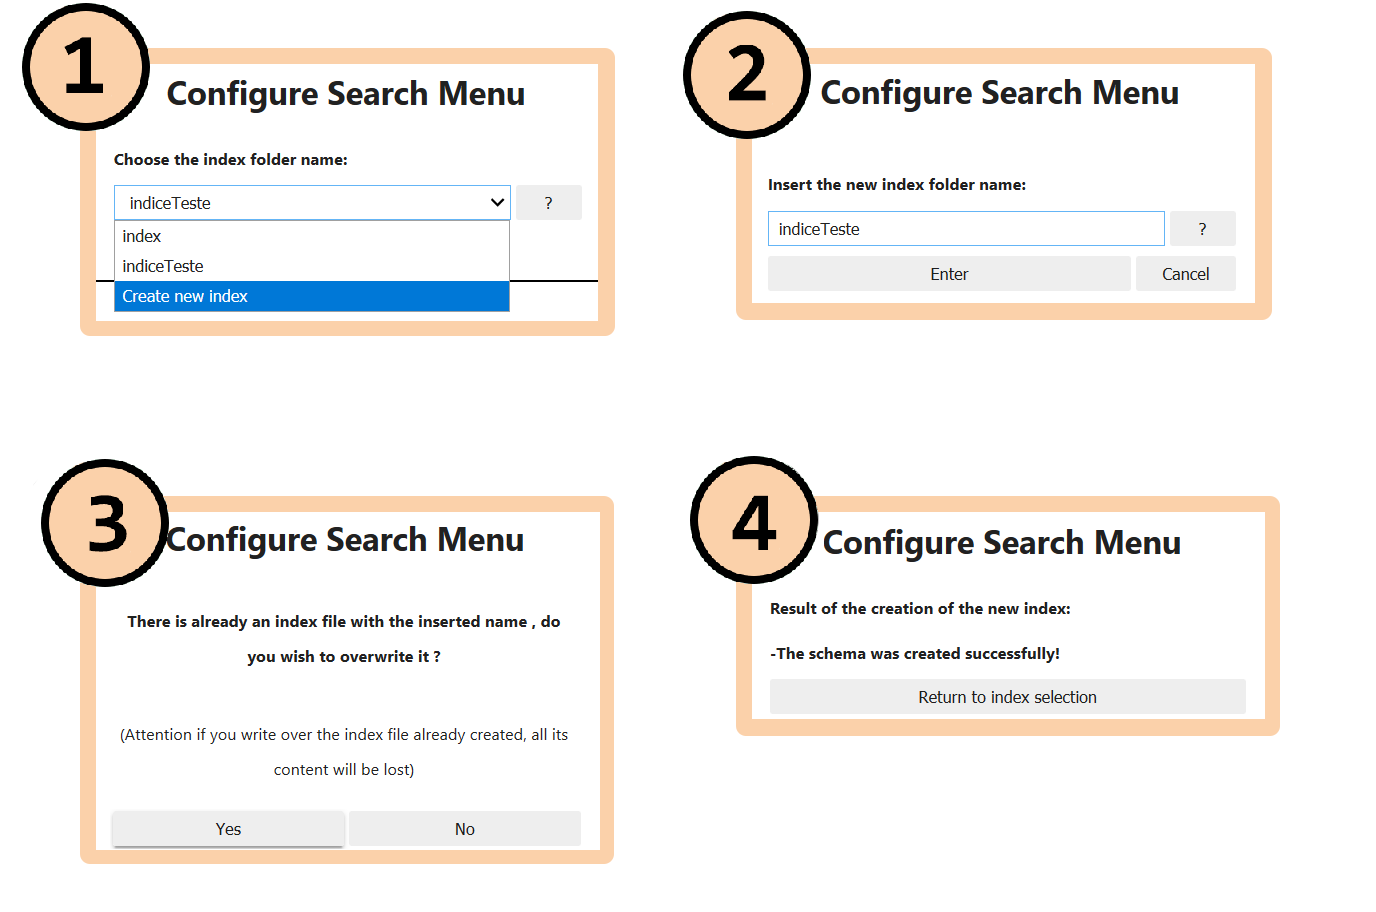 1
Configure Search Menu
Choose the index folder name:
indiceTeste
?
index
indiceTeste
Create new index
2
Configure Search Menu
Insert the new index folder name:
indiceTeste
?
Enter
Cancel
3
Configure Search Menu
There is already an index file with the inserted name , do
you wish to overwrite it ?
(Attention if you write over the index file already created, all its
content will be lost)
Yes
No
4
Configure Search Menu
Result of the creation of the new index:
-The schema was created successfully!
Return to index selection